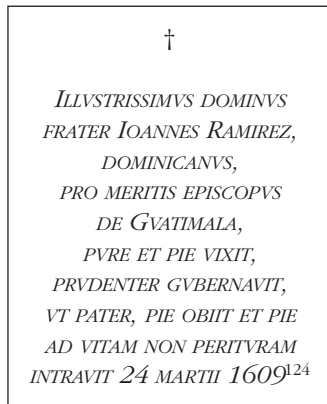 †
ILLVSTRISSIMVS DOMINVS
FRATER IOANNES RAMIREZ,
DOMINICANVS,
PRO MERITIS EPISCOPVS
DE GVATIMALA,
PVRE ET PIE VIXIT,
PRVDENTER GVBERNAVIT,
VT PATER, PIE OBIIT ET PIE
AD VITAM NON PERITVRAM
INTRAVIT 24 MARTII 1609¹²⁴